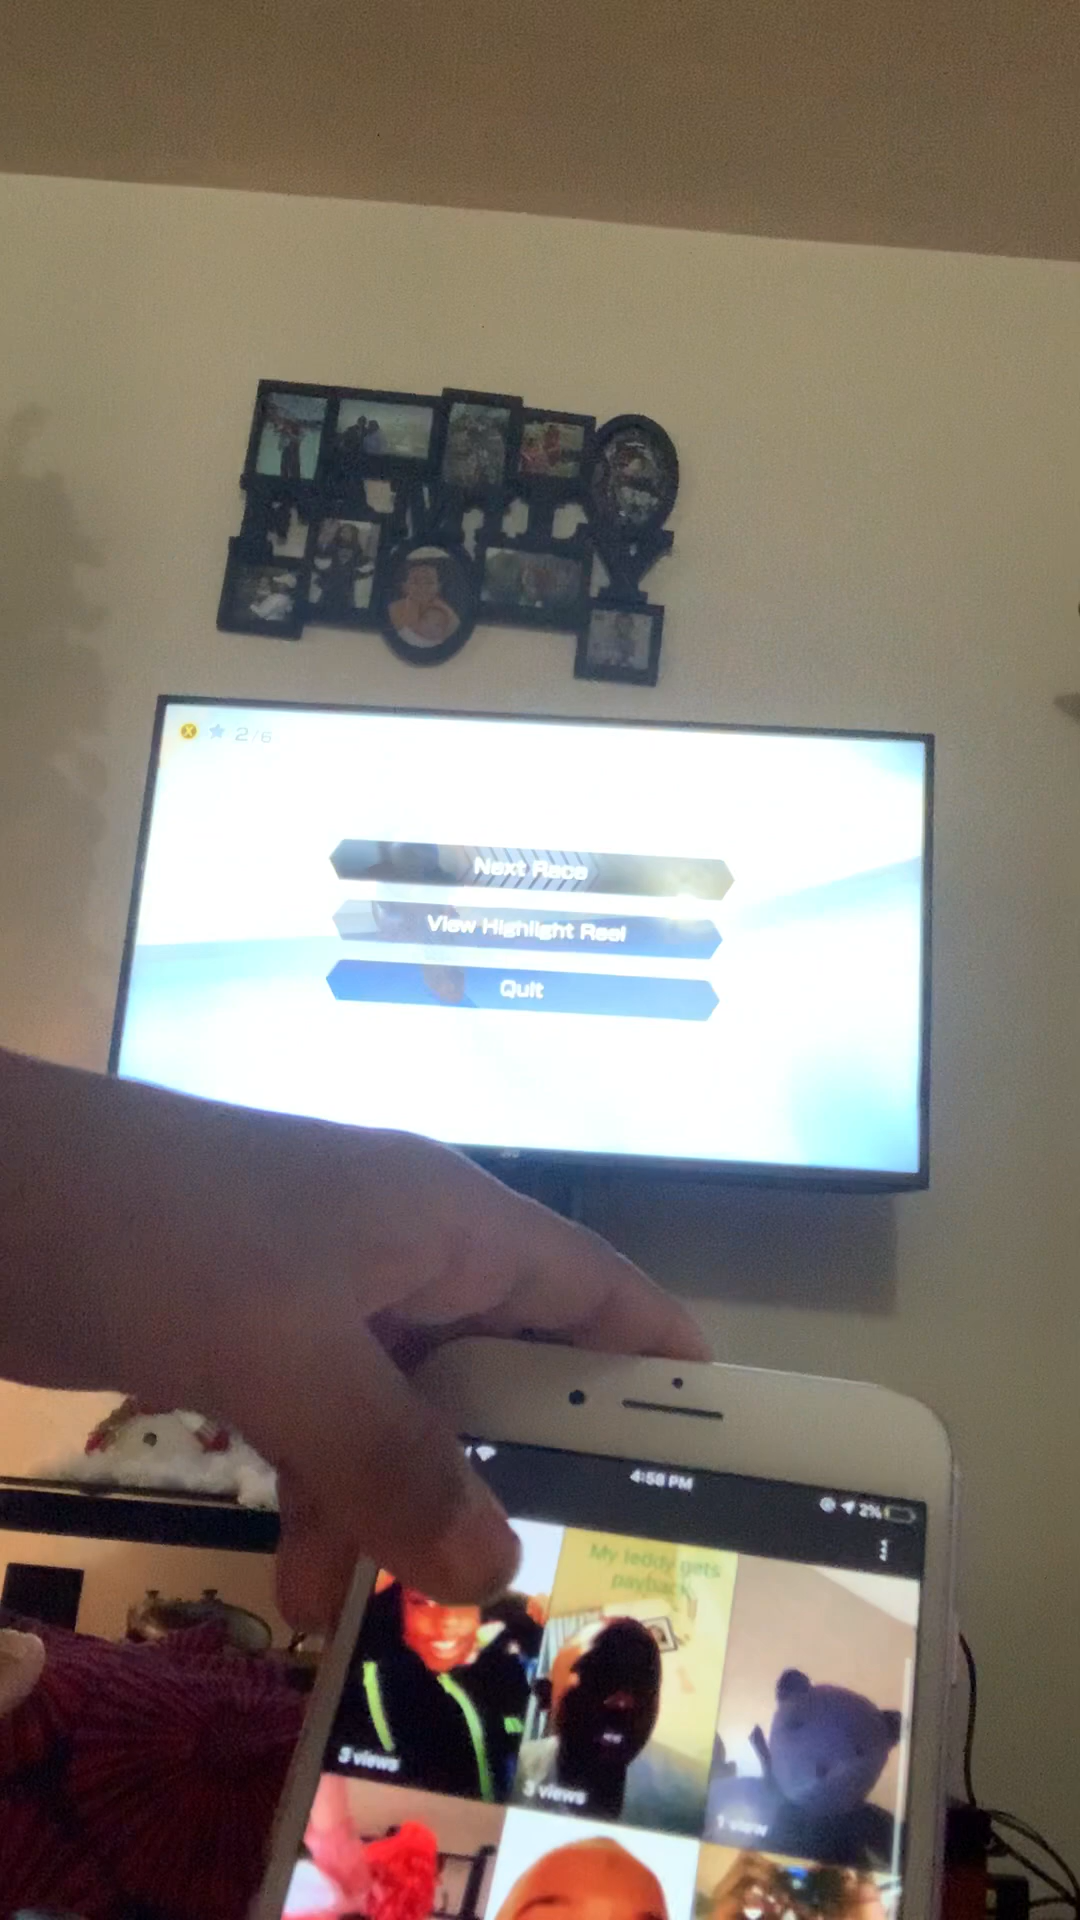 X 2/6
Next Race
View Highlight Reel
Quit
4:58 PM
2%
My teddy gets
payback
3 views
3 views
1 view